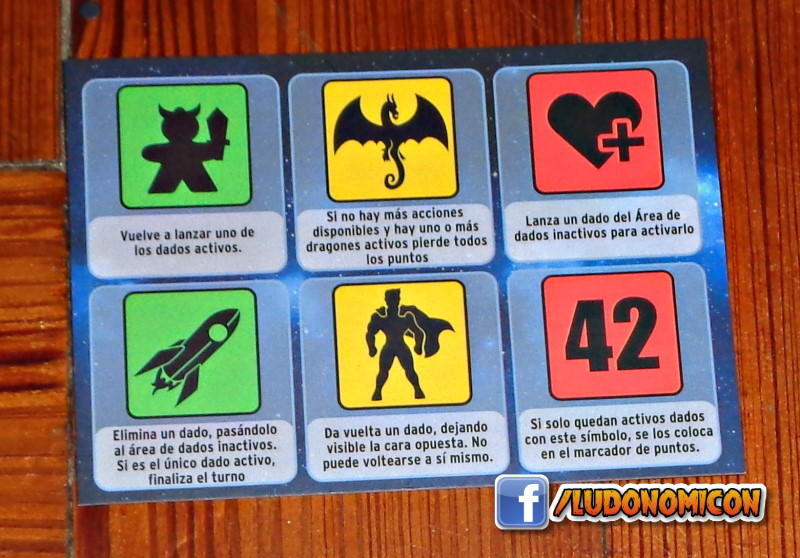 Vuelve a lanzar uno de
los dados activos.
Si no hay más acciones
disponibles y hay uno o más
dragones activos pierde todos
los puntos
Lanza un dado del Área de
dados inactivos para activarlo
Elimina un dado, pasándolo
al área de dados inactivos.
Si es el único dado activo,
finaliza el turno
Da vuelta un dado, dejando
visible la cara opuesta. No
puede voltearse a sí mismo.
42
Si solo quedan activos dados
con este símbolo, se los coloca
en el marcador de puntos.
f /LUDONOMICON